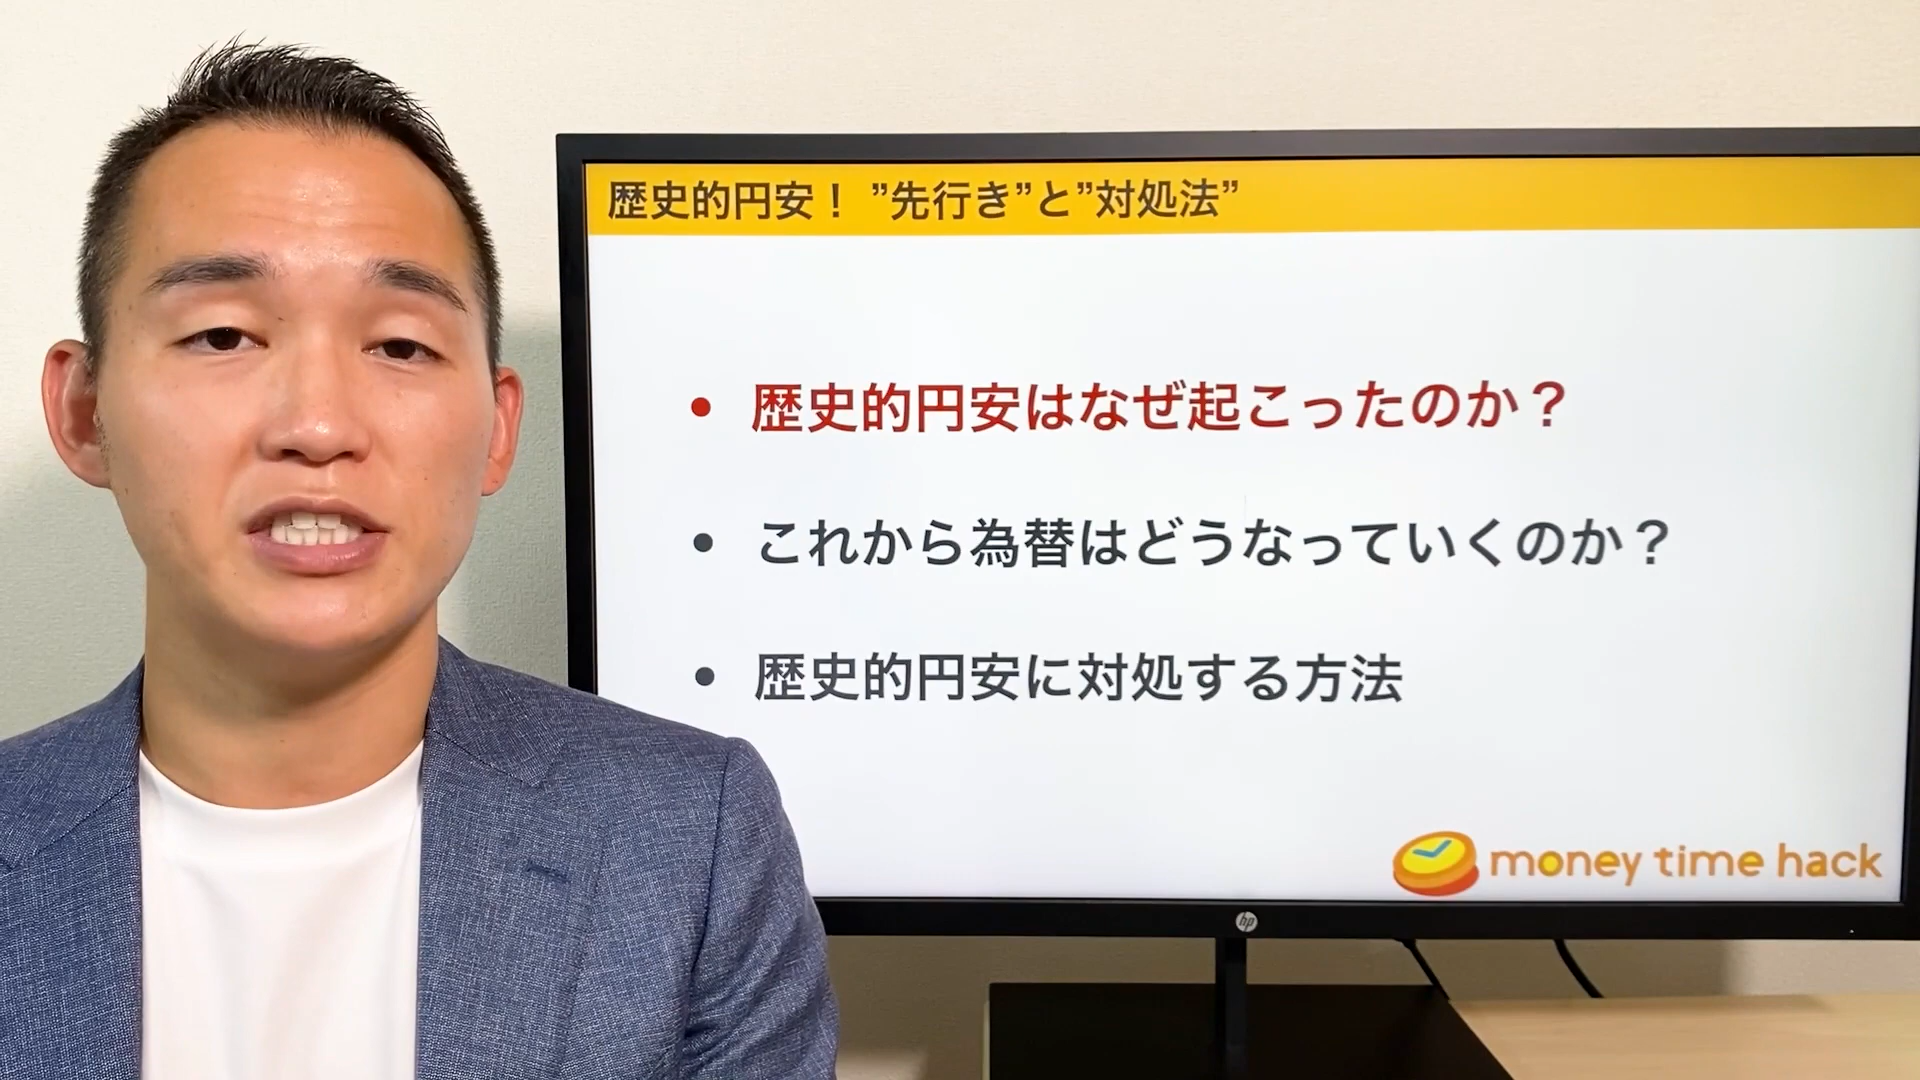 歴史的円安！ ”先行き”と”対処法”
• 歴史的円安はなぜ起こったのか？
• これから為替はどうなっていくのか？
• 歴史的円安に対処する方法
money time hack
hp